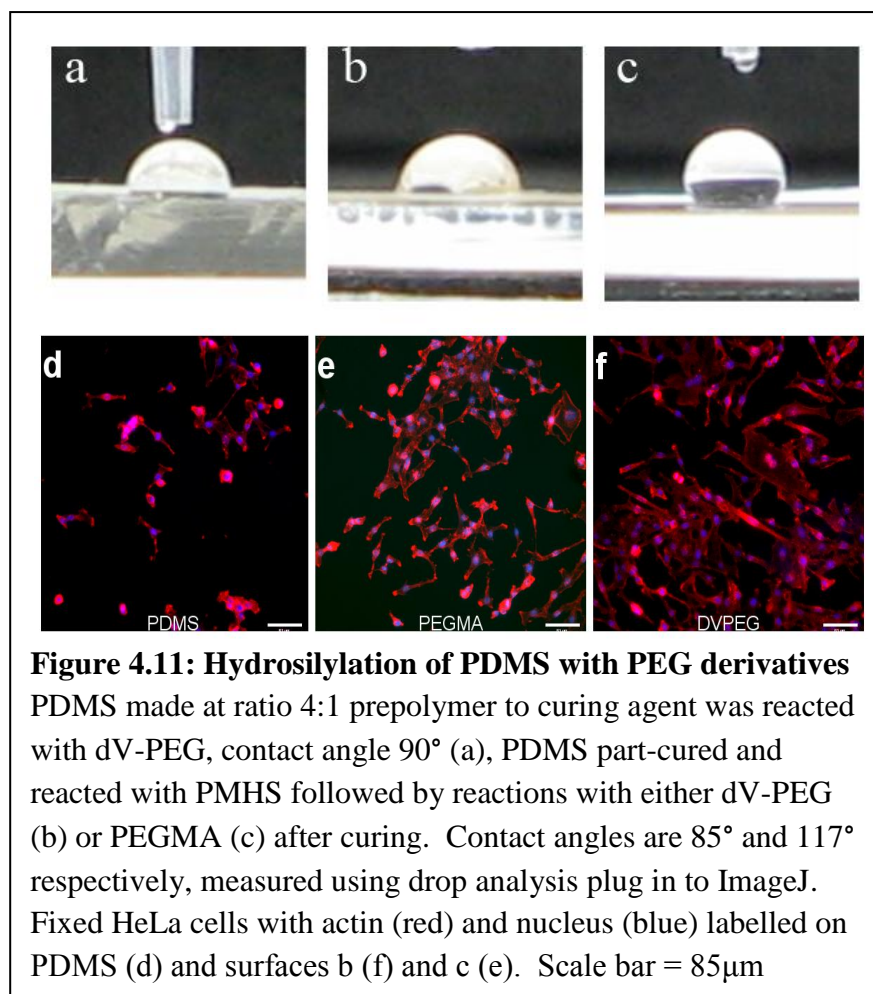 a
b
c
d
e
f
PDMS
PEGMA
DVPEG
Figure 4.11: Hydrosilylation of PDMS with PEG derivatives
PDMS made at ratio 4:1 prepolymer to curing agent was reacted
with dV-PEG, contact angle 90° (a), PDMS part-cured and
reacted with PMHS followed by reactions with either dV-PEG
(b) or PEGMA (c) after curing.  Contact angles are 85° and 117°
respectively, measured using drop analysis plug in to ImageJ.
Fixed HeLa cells with actin (red) and nucleus (blue) labelled on
PDMS (d) and surfaces b (f) and c (e).  Scale bar = 85μm